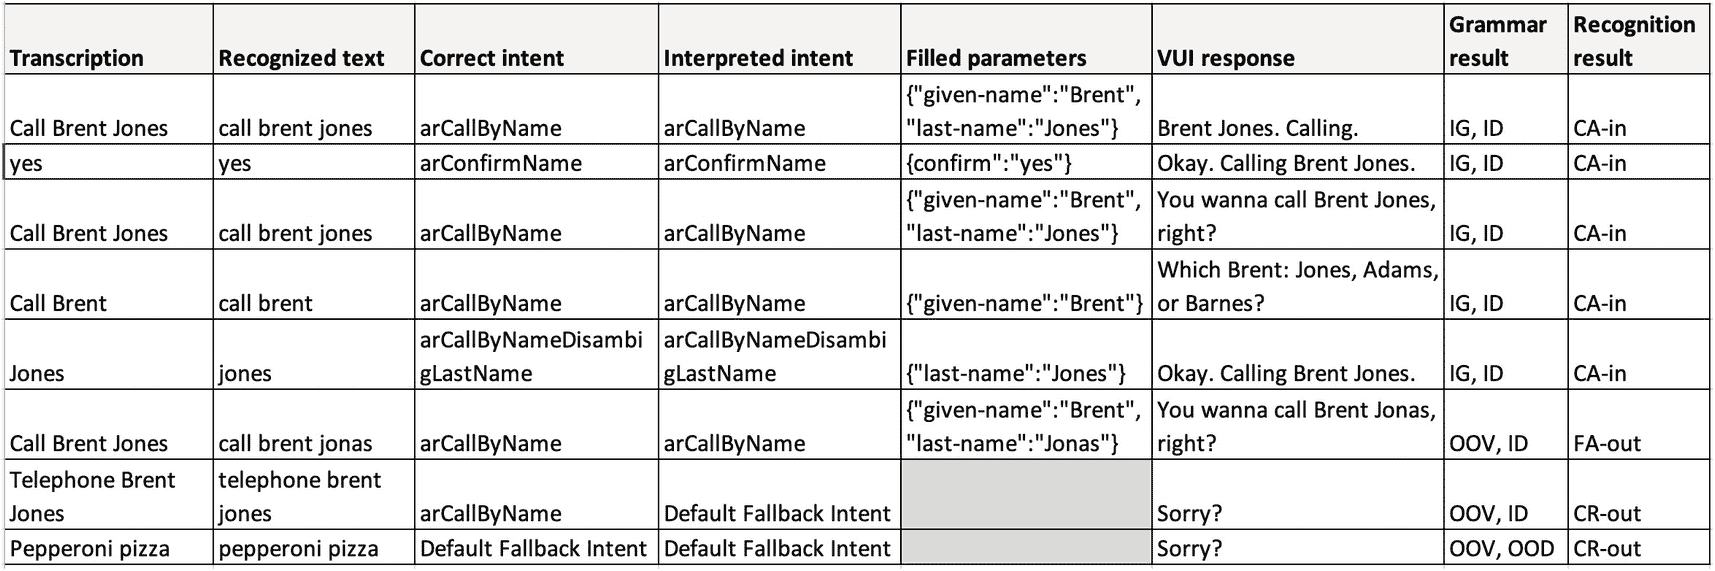 Transcription | Recognized text | Correct intent | Interpreted intent | Filled parameters | VUI response | Grammar result | Recognition result
Call Brent Jones | call brent jones | arCallByName | arCallByName | {"given-name":"Brent", "last-name":"Jones"} | Brent Jones. Calling. | IG, ID | CA-in
yes | yes | arConfirmName | arConfirmName | {confirm":"yes"} | Okay. Calling Brent Jones. | IG, ID | CA-in
Call Brent Jones | call brent jones | arCallByName | arCallByName | {"given-name":"Brent", "last-name":"Jones"} | You wanna call Brent Jones, right? | IG, ID | CA-in
Call Brent | call brent | arCallByName | arCallByName | {"given-name":"Brent"} | Which Brent: Jones, Adams, or Barnes? | IG, ID | CA-in
Jones | jones | arCallByNameDisambigLastName | arCallByNameDisambigLastName | {"last-name":"Jones"} | Okay. Calling Brent Jones. | IG, ID | CA-in
Call Brent Jones | call brent jonas | arCallByName | arCallByName | {"given-name":"Brent", "last-name":"Jonas"} | You wanna call Brent Jonas, right? | OOV, ID | FA-out
Telephone Brent Jones | telephone brent jones | arCallByName | Default Fallback Intent | | Sorry? | OOV, ID | CR-out
Pepperoni pizza | pepperoni pizza | Default Fallback Intent | Default Fallback Intent | | Sorry? | OOV, OOD | CR-out